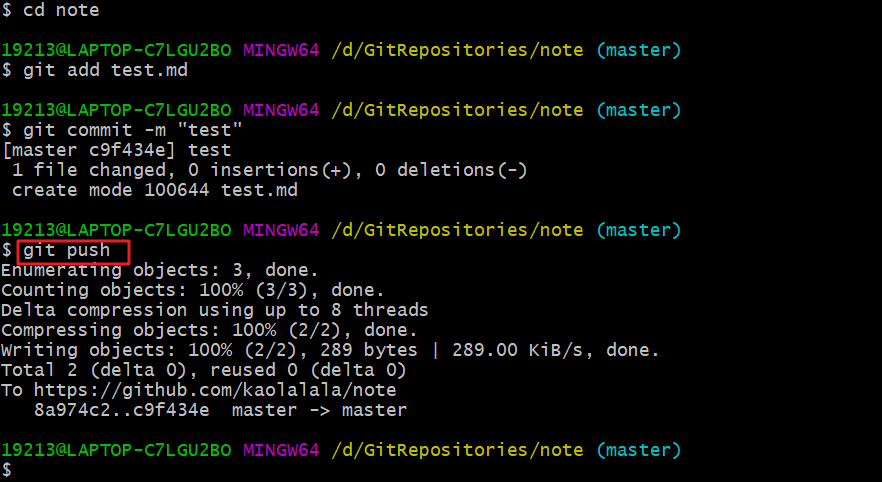 $ cd note
19213@LAPTOP-C7LGU2BO MINGW64 /d/GitRepositories/note (master)
$ git add test.md
19213@LAPTOP-C7LGU2BO MINGW64 /d/GitRepositories/note (master)
$ git commit -m "test"
[master c9f434e] test
 1 file changed, 0 insertions(+), 0 deletions(-)
 create mode 100644 test.md
19213@LAPTOP-C7LGU2BO MINGW64 /d/GitRepositories/note (master)
$ git push
Enumerating objects: 3, done.
Counting objects: 100% (3/3), done.
Delta compression using up to 8 threads
Compressing objects: 100% (2/2), done.
Writing objects: 100% (2/2), 289 bytes | 289.00 KiB/s, done.
Total 2 (delta 0), reused 0 (delta 0)
To https://github.com/kaolalala/note
   8a974c2..c9f434e  master -> master
19213@LAPTOP-C7LGU2BO MINGW64 /d/GitRepositories/note (master)
$